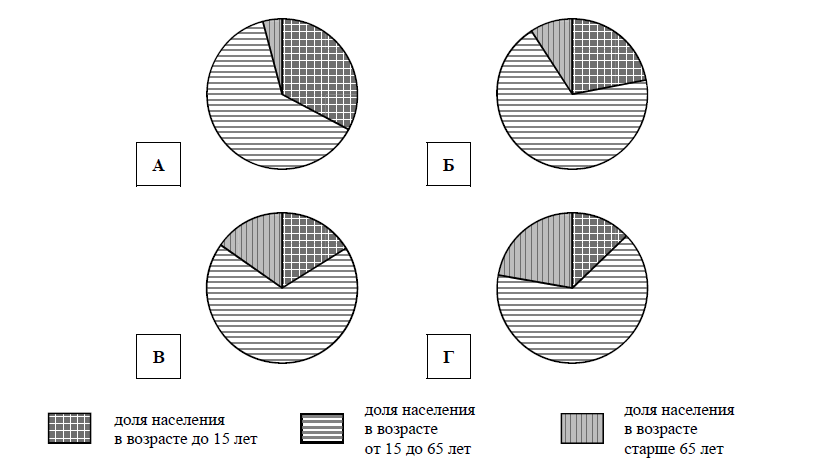 А
Б
В
Г
доля населения
в возрасте до 15 лет
доля населения
в возрасте
от 15 до 65 лет
доля населения
в возрасте
старше 65 лет